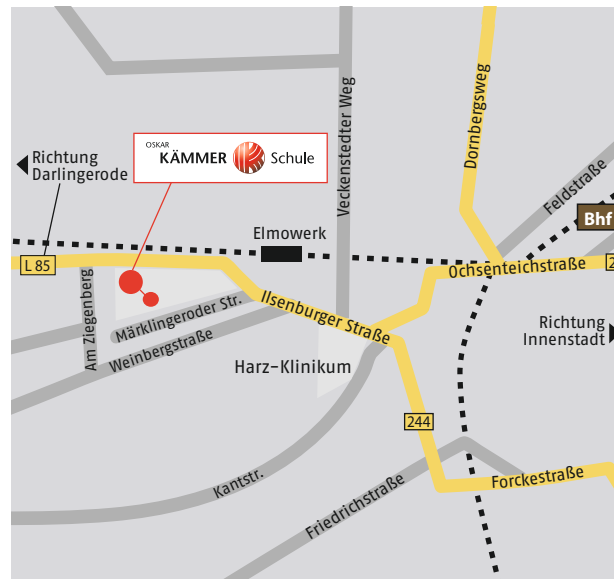 OSKAR
KÄMMER Schule
Richtung
Darlingerode
Veckenstedter Weg
Dornbergsweg
Feldstraße
Bhf
Elmowerk
L 85
Ochsenteichstraße
2
Am Ziegenberg
Märklingeroder Str.
Ilsenburger Straße
Weinbergstraße
Richtung
Innenstadt
Harz-Klinikum
244
Kantstr.
Friedrichstraße
Forckestraße